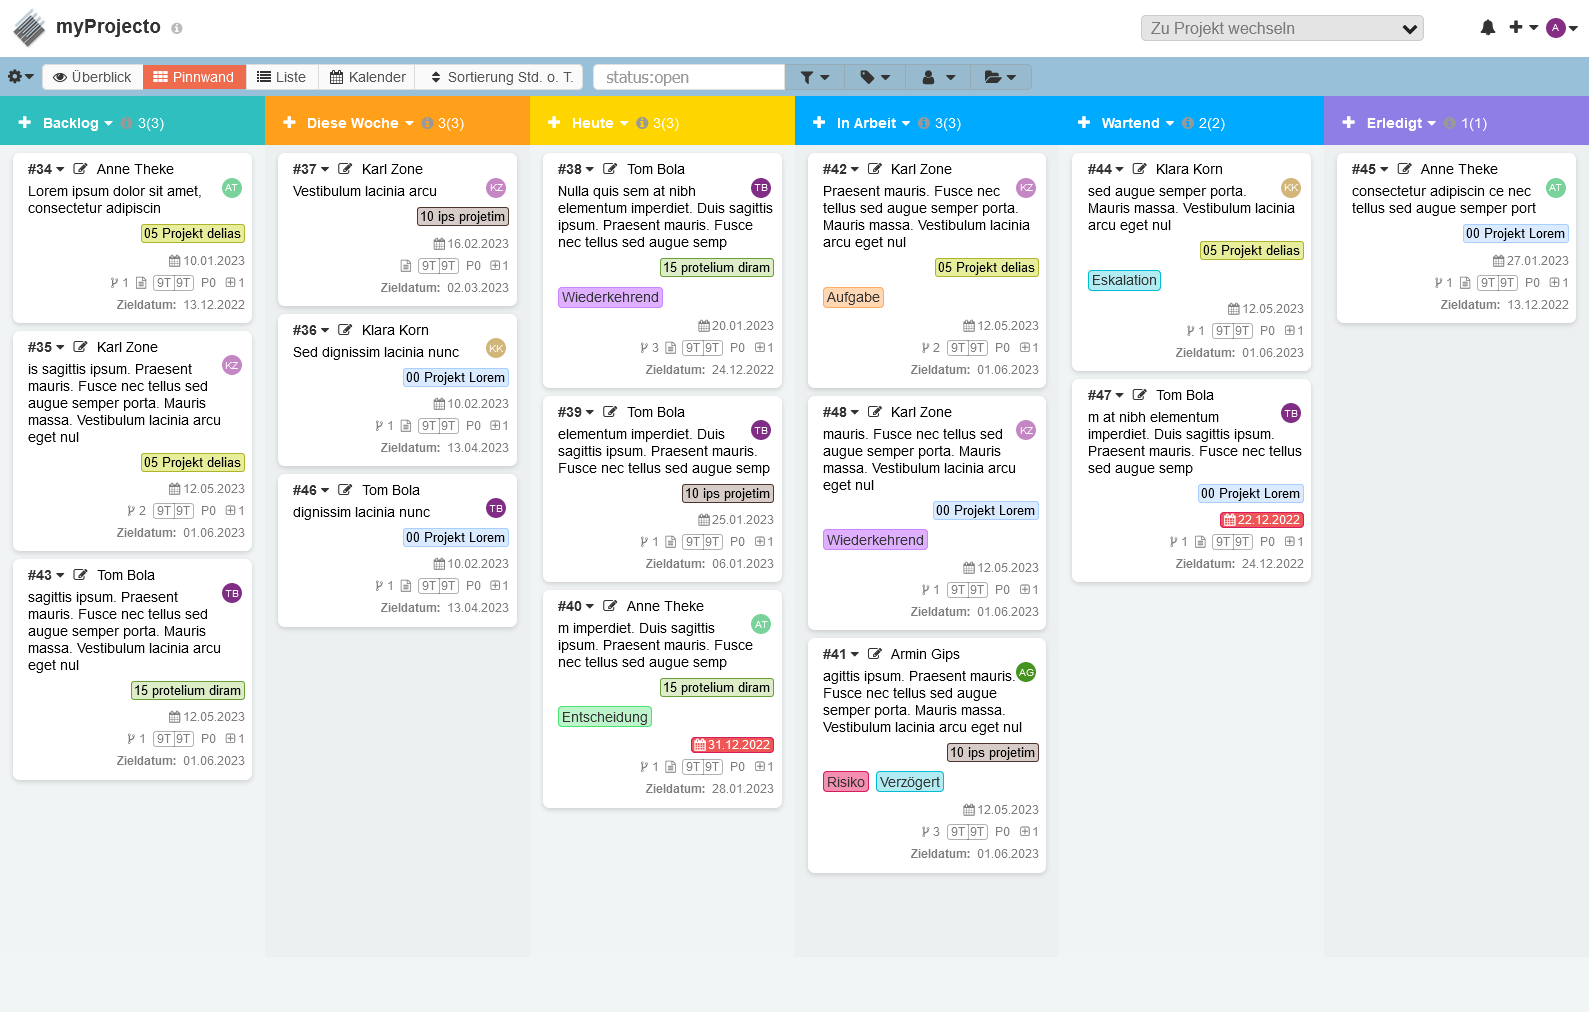 myProjecto
Zu Projekt wechseln
A
Überblick
Pinnwand
Liste
Kalender
Sortierung Std. o. T.
status:open
Backlog 3(3)
#34 Anne Theke
Lorem ipsum dolor sit amet,
consectetur adipiscin
AT
05 Projekt delias
10.01.2023
1 9T 9T P0 1
Zieldatum: 13.12.2022
#35 Karl Zone
is sagittis ipsum. Praesent
mauris. Fusce nec tellus sed
augue semper porta. Mauris
massa. Vestibulum lacinia arcu
eget nul
KZ
05 Projekt delias
12.05.2023
2 9T 9T P0 1
Zieldatum: 01.06.2023
#43 Tom Bola
sagittis ipsum. Praesent
mauris. Fusce nec tellus sed
augue semper porta. Mauris
massa. Vestibulum lacinia arcu
eget nul
TB
15 protelium diram
12.05.2023
1 9T 9T P0 1
Zieldatum: 01.06.2023
Diese Woche 3(3)
#37 Karl Zone
Vestibulum lacinia arcu
KZ
10 ips projetim
16.02.2023
9T 9T P0 1
Zieldatum: 02.03.2023
#36 Klara Korn
Sed dignissim lacinia nunc
KK
00 Projekt Lorem
10.02.2023
1 9T 9T P0 1
Zieldatum: 13.04.2023
#46 Tom Bola
dignissim lacinia nunc
TB
00 Projekt Lorem
10.02.2023
1 9T 9T P0 1
Zieldatum: 13.04.2023
Heute 3(3)
#38 Tom Bola
Nulla quis sem at nibh
elementum imperdiet. Duis sagittis
ipsum. Praesent mauris. Fusce
nec tellus sed augue semp
TB
15 protelium diram
Wiederkehrend
20.01.2023
3 9T 9T P0 1
Zieldatum: 24.12.2022
#39 Tom Bola
elementum imperdiet. Duis
sagittis ipsum. Praesent mauris.
Fusce nec tellus sed augue semp
TB
10 ips projetim
25.01.2023
1 9T 9T P0 1
Zieldatum: 06.01.2023
#40 Anne Theke
m imperdiet. Duis sagittis
ipsum. Praesent mauris. Fusce
nec tellus sed augue semp
AT
15 protelium diram
Entscheidung
31.12.2022
1 9T 9T P0 1
Zieldatum: 28.01.2023
In Arbeit 3(3)
#42 Karl Zone
Praesent mauris. Fusce nec
tellus sed augue semper porta.
Mauris massa. Vestibulum lacinia
arcu eget nul
KZ
05 Projekt delias
Aufgabe
12.05.2023
2 9T 9T P0 1
Zieldatum: 01.06.2023
#48 Karl Zone
mauris. Fusce nec tellus sed
augue semper porta. Mauris
massa. Vestibulum lacinia arcu
eget nul
KZ
00 Projekt Lorem
Wiederkehrend
12.05.2023
1 9T 9T P0 1
Zieldatum: 01.06.2023
#41 Armin Gips
agittis ipsum. Praesent mauris.
Fusce nec tellus sed augue
semper porta. Mauris massa.
Vestibulum lacinia arcu eget nul
AG
10 ips projetim
Risiko Verzögert
12.05.2023
3 9T 9T P0 1
Zieldatum: 01.06.2023
Wartend 2(2)
#44 Klara Korn
sed augue semper porta.
Mauris massa. Vestibulum lacinia
arcu eget nul
KK
05 Projekt delias
Eskalation
12.05.2023
1 9T 9T P0 1
Zieldatum: 01.06.2023
#47 Tom Bola
m at nibh elementum
imperdiet. Duis sagittis ipsum.
Praesent mauris. Fusce nec tellus
sed augue semp
TB
00 Projekt Lorem
22.12.2022
1 9T 9T P0 1
Zieldatum: 24.12.2022
Erledigt 1(1)
#45 Anne Theke
consectetur adipiscin ce nec
tellus sed augue semper port
AT
00 Projekt Lorem
27.01.2023
1 9T 9T P0 1
Zieldatum: 13.12.2022